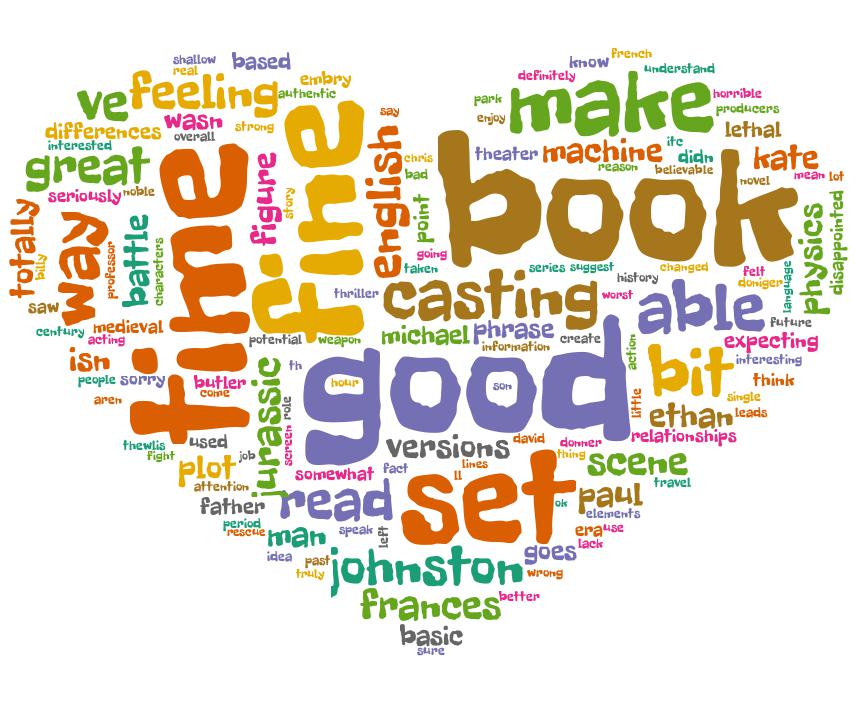 shallow
based
know
french
real
embry
definitely
understand
ve
feeling
authentic
park
make
horrible
wasn
say
enjoy
producers
differences
strong
lethal
interested
overall
great
time
fine
english
chris
book
theater
machine
itc
didn
kate
reason
believable
mean
lot
bad
novel
seriously
noble
figure
story
totally
way
battle
point
physics
disappointed
billy
professor
characters
going
taken
series
suggest
changed
felt
doniger
language
history
saw
thriller
casting
worst
able
future
century
medieval
michael
phrase
create
expecting
acting
potential
weapon
information
action
interesting
isn
jurassic
good
bit
people
sorry
butler
th
hour
son
think
come
little
single
aren
role
ethan
leads
thewlis
used
screen
versions
david
donner
relationships
fight
job
thing
scene
plot
somewhat
fact
lines
ll
travel
attention
read
set
ok
paul
father
elements
period
rescue
man
speak
left
era
use
idea
past
goes
lack
truly
johnston
wrong
frances
better
basic
sure